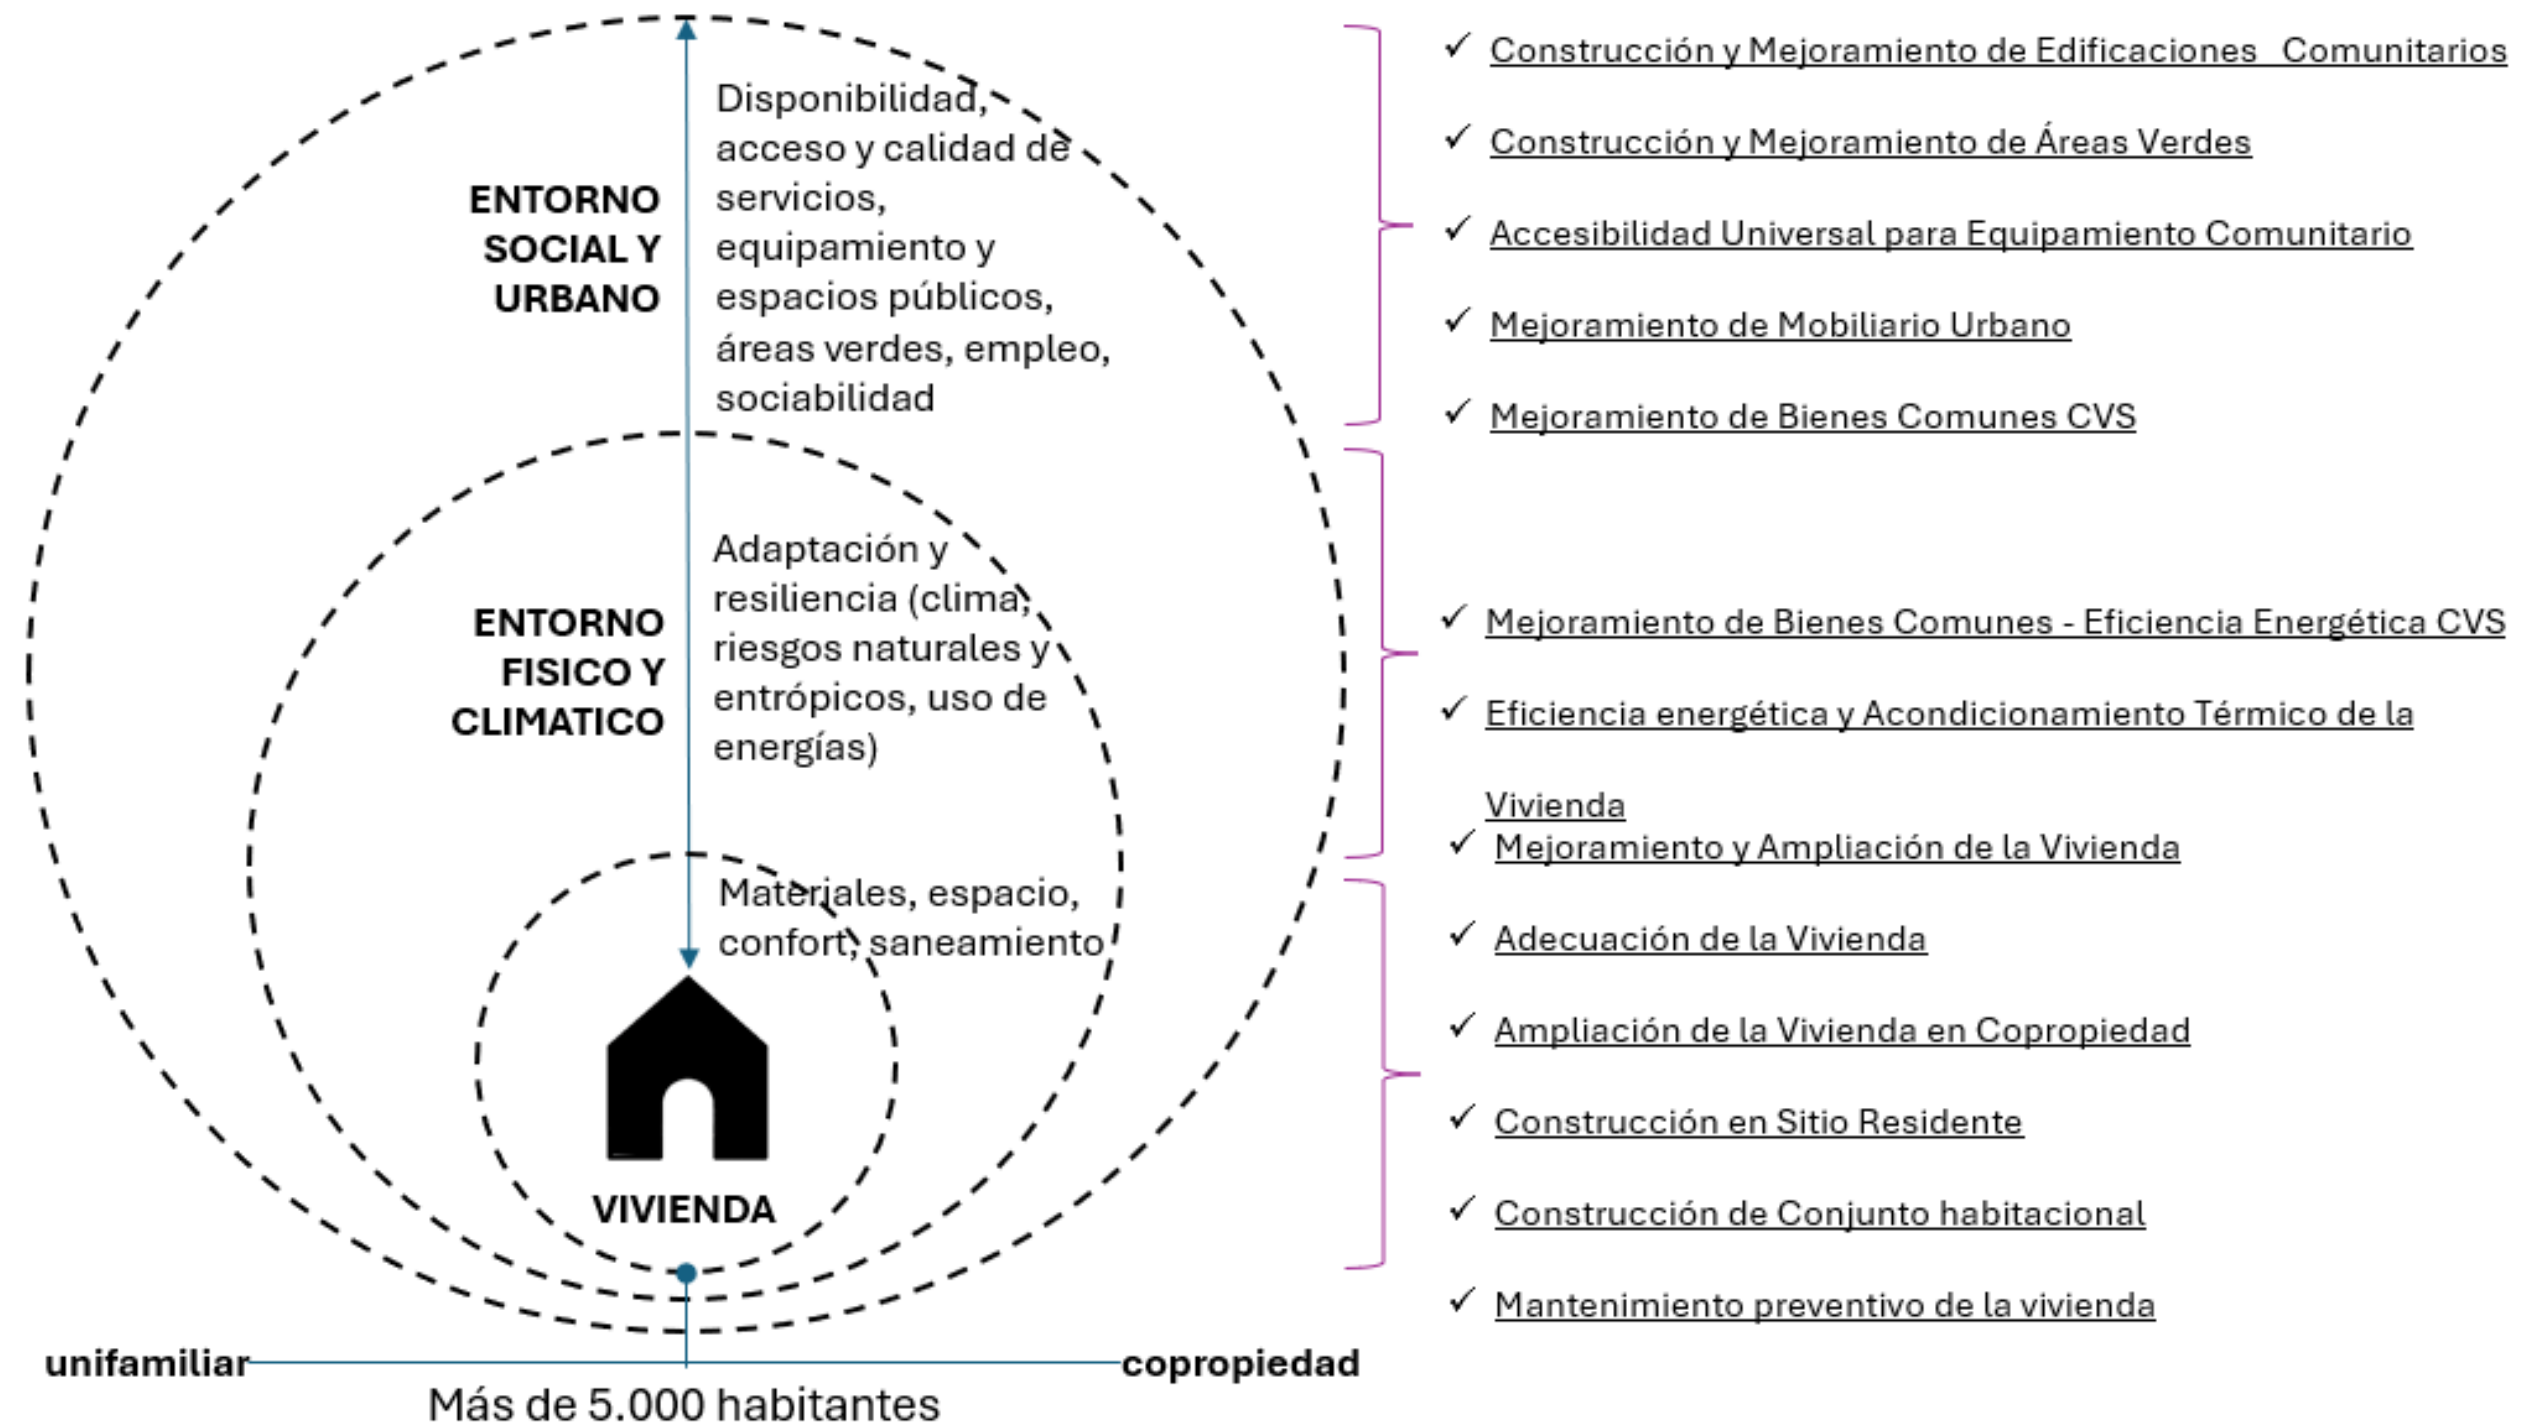 Disponibilidad,
acceso y calidad de
servicios,
equipamiento y
espacios públicos,
áreas verdes, empleo,
sociabilidad
ENTORNO
SOCIAL Y
URBANO
Adaptación y
resiliencia (clima,
riesgos naturales y
entrópicos, uso de
energías)
ENTORNO
FISICO Y
CLIMATICO
Materiales, espacio,
confort, saneamiento
VIVIENDA
unifamiliar
copropiedad
Más de 5.000 habitantes
✓ Construcción y Mejoramiento de Edificaciones Comunitarios
✓ Construcción y Mejoramiento de Áreas Verdes
✓ Accesibilidad Universal para Equipamiento Comunitario
✓ Mejoramiento de Mobiliario Urbano
✓ Mejoramiento de Bienes Comunes CVS
✓ Mejoramiento de Bienes Comunes - Eficiencia Energética CVS
✓ Eficiencia energética y Acondicionamiento Térmico de la
Vivienda
✓ Mejoramiento y Ampliación de la Vivienda
✓ Adecuación de la Vivienda
✓ Ampliación de la Vivienda en Copropiedad
✓ Construcción en Sitio Residente
✓ Construcción de Conjunto habitacional
✓ Mantenimiento preventivo de la vivienda